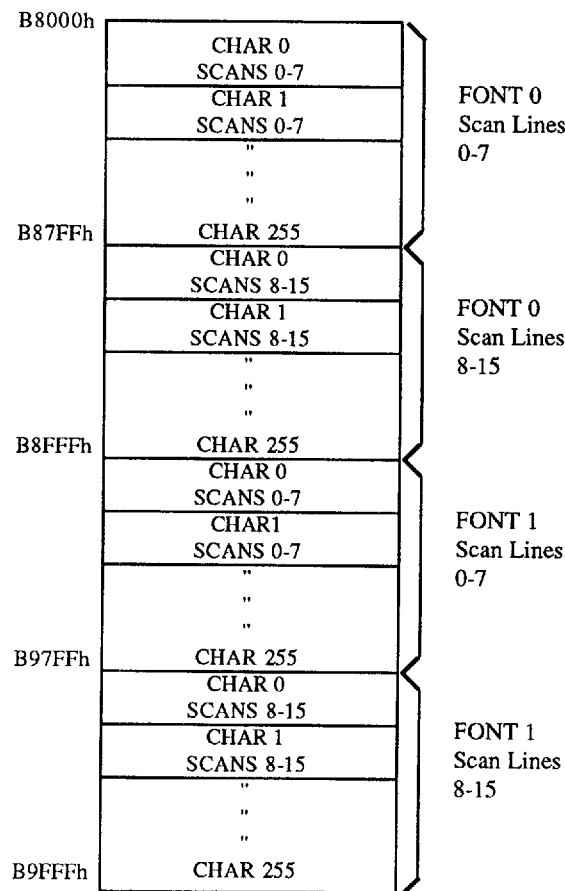 B8000h
CHAR 0
SCANS 0-7
CHAR 1
SCANS 0-7
"
"
"
B87FFh CHAR 255
FONT 0
Scan Lines
0-7
CHAR 0
SCANS 8-15
CHAR 1
SCANS 8-15
"
"
"
B8FFFh CHAR 255
FONT 0
Scan Lines
8-15
CHAR 0
SCANS 0-7
CHAR1
SCANS 0-7
"
"
"
B97FFh CHAR 255
FONT 1
Scan Lines
0-7
CHAR 0
SCANS 8-15
CHAR 1
SCANS 8-15
"
"
"
B9FFFh CHAR 255
FONT 1
Scan Lines
8-15